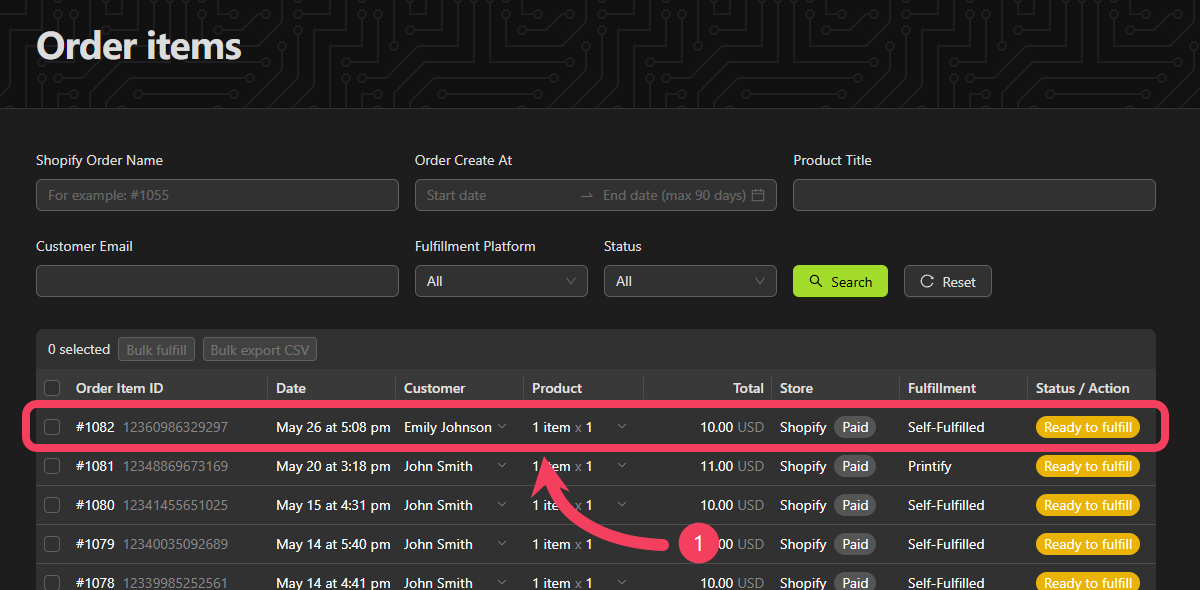 Order items
Shopify Order Name Order Create At Product Title
For example: #1055 Start date → End date (max 90 days)
Customer Email Fulfillment Platform Status
All All Search Reset
0 selected Bulk fulfill Bulk export CSV
Order Item ID Date Customer Product Total Store Fulfillment Status / Action
#1082 12360986329297 May 26 at 5:08 pm Emily Johnson 1 item x 1 10.00 USD Shopify Paid Self-Fulfilled Ready to fulfill
#1081 12348869673169 May 20 at 3:18 pm John Smith 1 item x 1 11.00 USD Shopify Paid Printify Ready to fulfill
#1080 12341455651025 May 15 at 4:31 pm John Smith 1 item x 1 10.00 USD Shopify Paid Self-Fulfilled Ready to fulfill
#1079 12340035092689 May 14 at 5:40 pm John Smith 1 item x 1 1 00 USD Shopify Paid Self-Fulfilled Ready to fulfill
#1078 12339985252561 May 14 at 4:41 pm John Smith 1 item x 1 10.00 USD Shopify Paid Self-Fulfilled Ready to fulfill